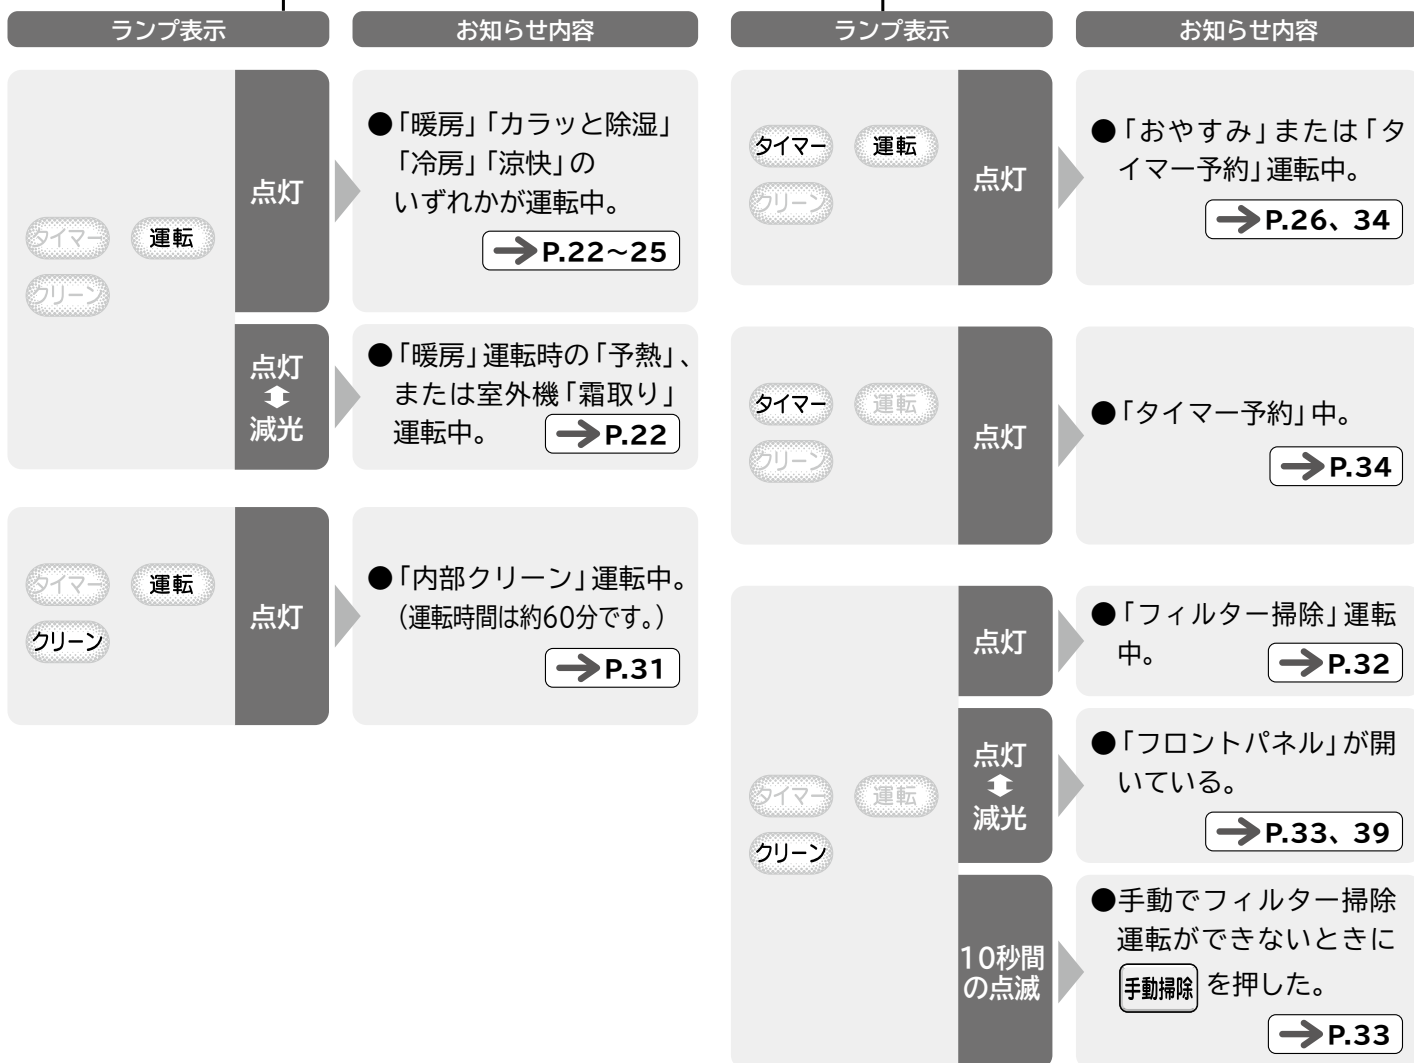 ランプ表示
お知らせ内容
タイマー
運転
クリーン
点灯
●「暖房」「カラッと除湿」
「冷房」「涼快」の
いずれかが運転中。
➔P.22~25
点灯
⬍
減光
●「暖房」運転時の「予熱」、
または室外機「霜取り」
運転中。 ➔P.22
タイマー
運転
クリーン
点灯
●「内部クリーン」運転中。
(運転時間は約60分です。)
➔P.31
ランプ表示
お知らせ内容
タイマー
運転
クリーン
点灯
●「おやすみ」または「タ
イマー予約」運転中。
➔P.26、34
タイマー
運転
クリーン
点灯
●「タイマー予約」中。
➔P.34
タイマー
運転
クリーン
点灯
●「フィルター掃除」運転
中。 ➔P.32
点灯
⬍
減光
●「フロントパネル」が開
いている。
➔P.33、39
10秒間
の点滅
●手動でフィルター掃除
運転ができないときに
手動掃除 を押した。
➔P.33